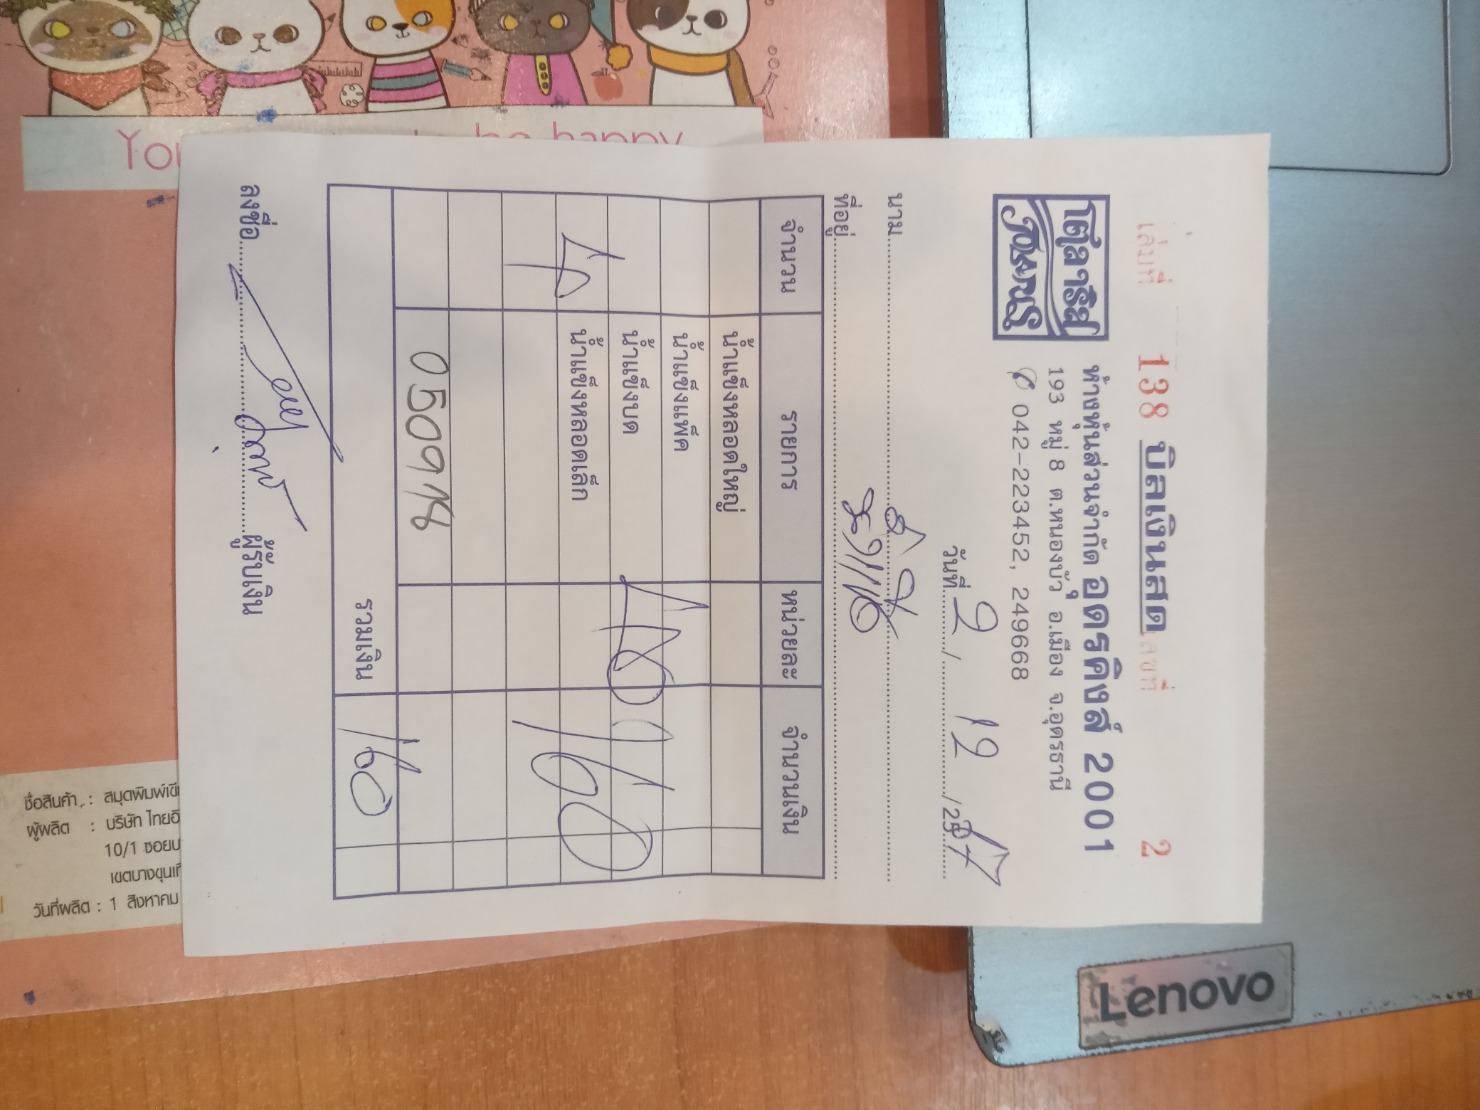 เล่มที่ 138 บิลเงินสด เลขที่ 2
โตลาริส
ห้างหุ้นส่วนจำกัด อุดรคิงส์ 2001
193 หมู่ 8 ต.หนองบัว อ.เมือง จ.อุดรธานี
042-223452, 249668
วันที่ 2 / 12 / 25
นาม
ที่อยู่
จำนวน รายการ หน่วยละ จำนวนเงิน
น้ำแข็งหลอดใหญ่
น้ำแข็งแพ็ค
น้ำแข็งบด
4 น้ำแข็งหลอดเล็ก 160
050914
รวมเงิน 160
ลงชื่อ ผู้รับเงิน
You be happy
ชื่อสินค้า : สมุดพิมพ์เขี
ผู้ผลิต : บริษัท ไทยอิ
10/1 ซอยบ
เขตบางขุนเที
วันที่ผลิต : 1 สิงหาคม
Lenovo